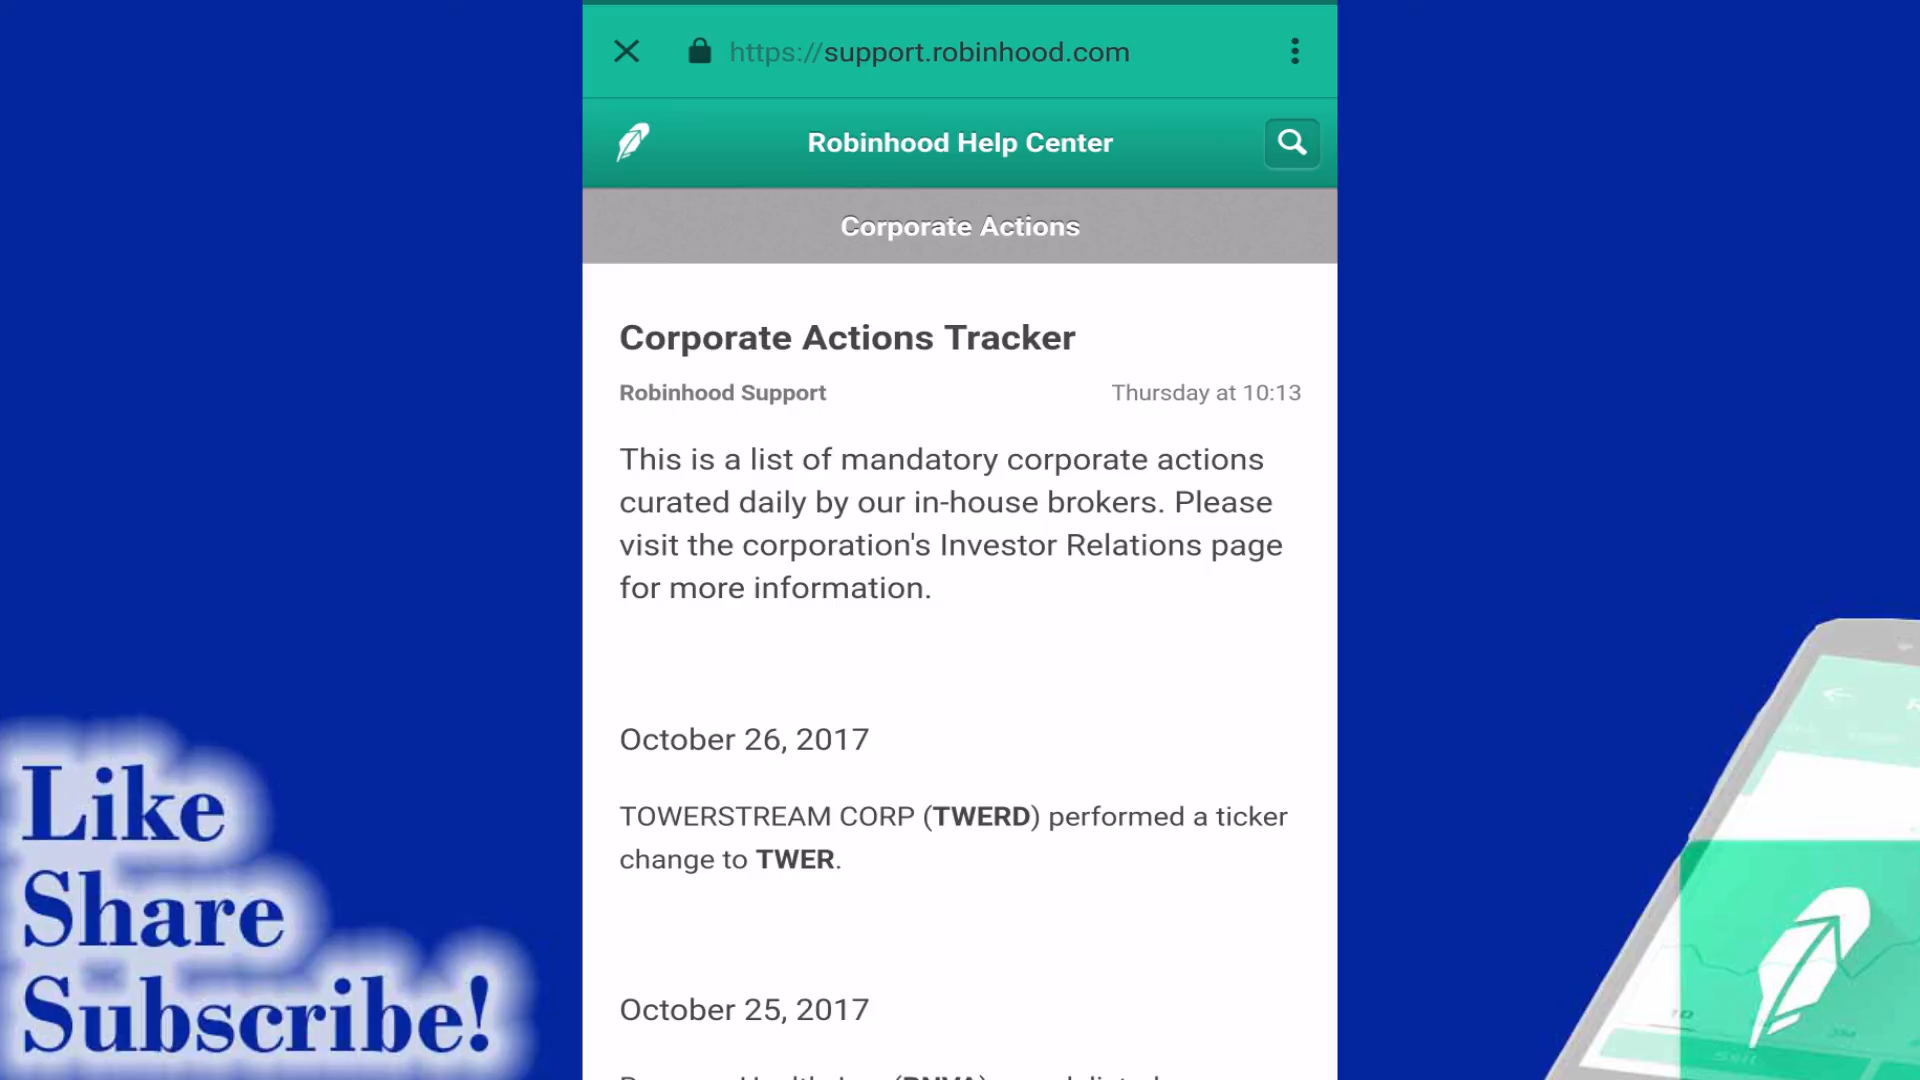 https://support.robinhood.com
Robinhood Help Center
Corporate Actions
Corporate Actions Tracker
Robinhood Support Thursday at 10:13
This is a list of mandatory corporate actions
curated daily by our in-house brokers. Please
visit the corporation's Investor Relations page
for more information.
October 26, 2017
TOWERSTREAM CORP (TWERD) performed a ticker
change to TWER.
October 25, 2017
Like
Share
Subscribe!